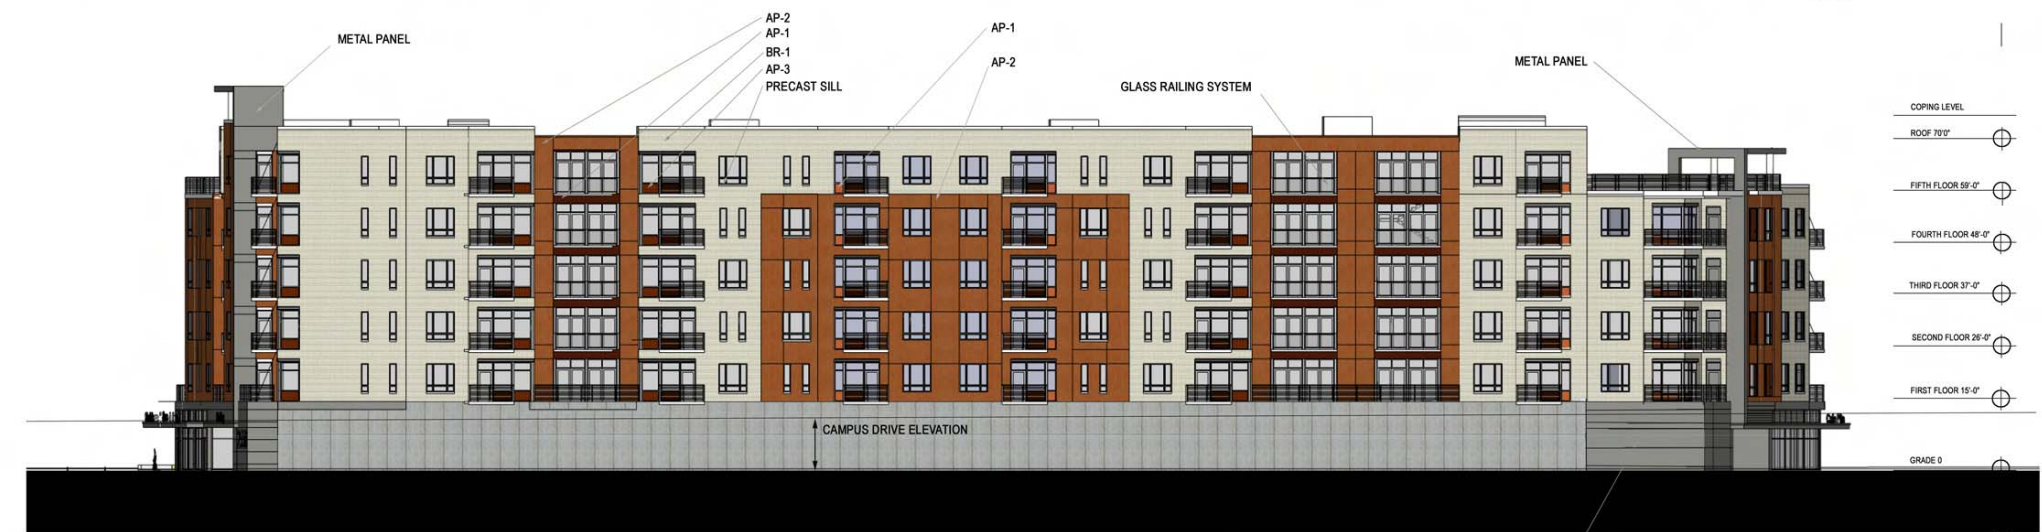 METAL PANEL
AP-2
AP-1
BR-1
AP-3
PRECAST SILL
AP-1
AP-2
GLASS RAILING SYSTEM
METAL PANEL
COPING LEVEL
ROOF 70'0"
FIFTH FLOOR 59'-0"
FOURTH FLOOR 48'-0"
THIRD FLOOR 37'-0"
SECOND FLOOR 26'-0"
FIRST FLOOR 15'-0"
CAMPUS DRIVE ELEVATION
GRADE 0